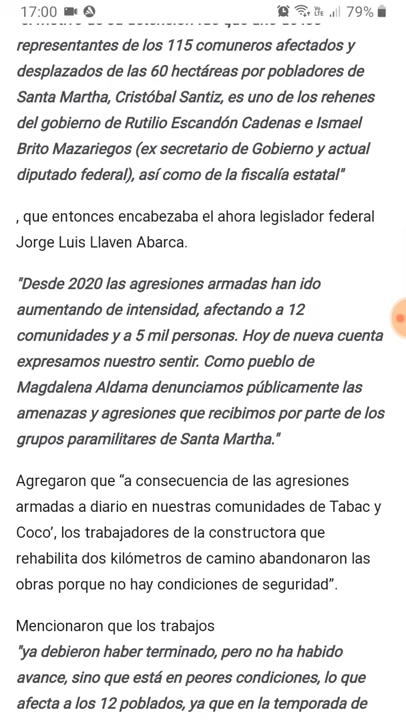 17:00 79%
representantes de los 115 comuneros afectados y
desplazados de las 60 hectáreas por pobladores de
Santa Martha, Cristóbal Santiz, es uno de los rehenes
del gobierno de Rutilio Escandón Cadenas e Ismael
Brito Mazariegos (ex secretario de Gobierno y actual
diputado federal), así como de la fiscalía estatal"
, que entonces encabezaba el ahora legislador federal
Jorge Luis Llaven Abarca.
"Desde 2020 las agresiones armadas han ido
aumentando de intensidad, afectando a 12
comunidades y a 5 mil personas. Hoy de nueva cuenta
expresamos nuestro sentir. Como pueblo de
Magdalena Aldama denunciamos públicamente las
amenazas y agresiones que recibimos por parte de los
grupos paramilitares de Santa Martha."
Agregaron que “a consecuencia de las agresiones
armadas a diario en nuestras comunidades de Tabac y
Coco’, los trabajadores de la constructora que
rehabilita dos kilómetros de camino abandonaron las
obras porque no hay condiciones de seguridad”.
Mencionaron que los trabajos
"ya debieron haber terminado, pero no ha habido
avance, sino que está en peores condiciones, lo que
afecta a los 12 poblados, ya que en la temporada de